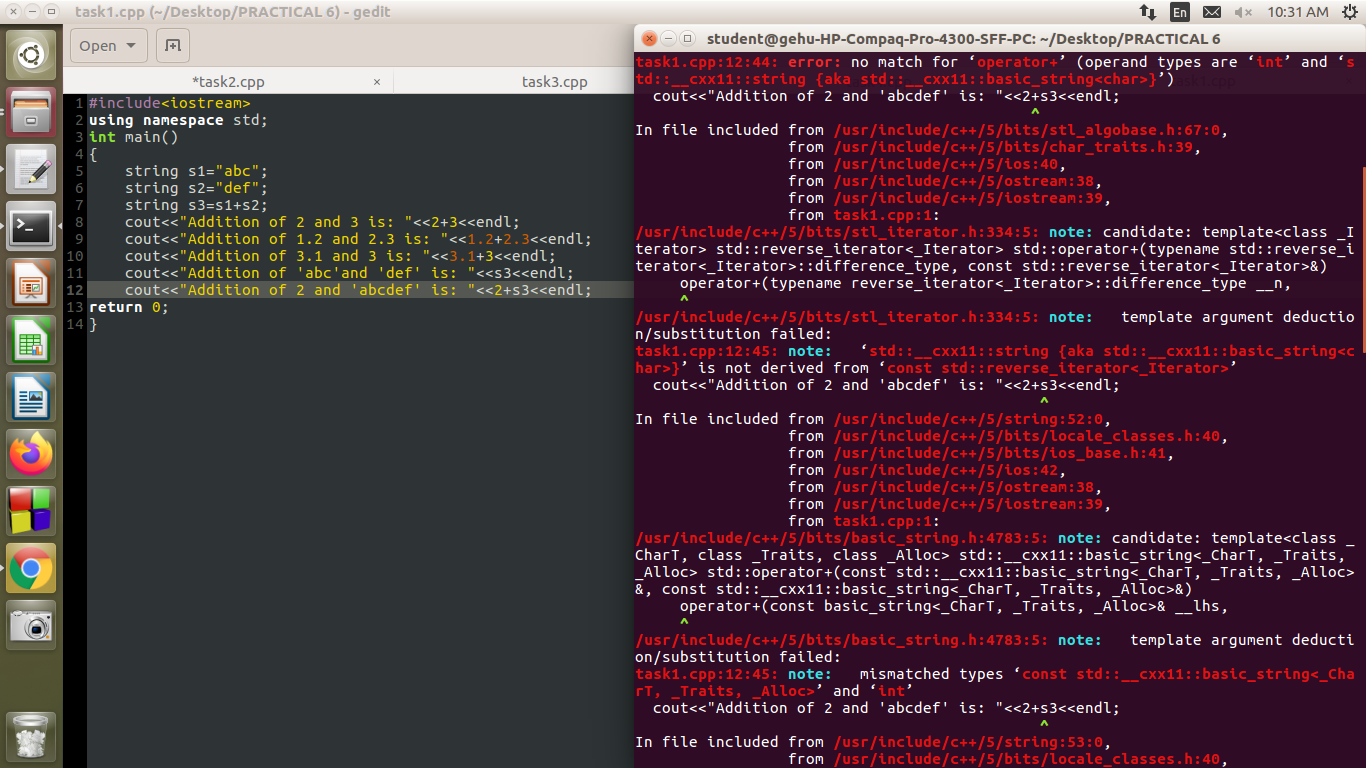 task1.cpp (~/Desktop/PRACTICAL 6) - gedit
En
10:31 AM
Open
*task2.cpp ×
task3.cpp
1 #include<iostream>
2 using namespace std;
3 int main()
4 {
5 string s1="abc";
6 string s2="def";
7 string s3=s1+s2;
8 cout<<"Addition of 2 and 3 is: "<<2+3<<endl;
9 cout<<"Addition of 1.2 and 2.3 is: "<<1.2+2.3<<endl;
10 cout<<"Addition of 3.1 and 3 is: "<<3.1+3<<endl;
11 cout<<"Addition of 'abc'and 'def' is: "<<s3<<endl;
12 cout<<"Addition of 2 and 'abcdef' is: "<<2+s3<<endl;
13 return 0;
14 }
student@gehu-HP-Compaq-Pro-4300-SFF-PC: ~/Desktop/PRACTICAL 6
task1.cpp:12:44: error: no match for ‘operator+’ (operand types are ‘int’ and ‘s
td::__cxx11::string {aka std::__cxx11::basic_string<char>}’)
cout<<"Addition of 2 and 'abcdef' is: "<<2+s3<<endl;
^
In file included from /usr/include/c++/5/bits/stl_algobase.h:67:0,
from /usr/include/c++/5/bits/char_traits.h:39,
from /usr/include/c++/5/ios:40,
from /usr/include/c++/5/ostream:38,
from /usr/include/c++/5/iostream:39,
from task1.cpp:1:
/usr/include/c++/5/bits/stl_iterator.h:334:5: note: candidate: template<class _I
terator> std::reverse_iterator<_Iterator> std::operator+(typename std::reverse_i
terator<_Iterator>::difference_type, const std::reverse_iterator<_Iterator>&)
operator+(typename reverse_iterator<_Iterator>::difference_type __n,
^
/usr/include/c++/5/bits/stl_iterator.h:334:5: note: template argument deductio
n/substitution failed:
task1.cpp:12:45: note: ‘std::__cxx11::string {aka std::__cxx11::basic_string<c
har>}’ is not derived from ‘const std::reverse_iterator<_Iterator>’
cout<<"Addition of 2 and 'abcdef' is: "<<2+s3<<endl;
^
In file included from /usr/include/c++/5/string:52:0,
from /usr/include/c++/5/bits/locale_classes.h:40,
from /usr/include/c++/5/bits/ios_base.h:41,
from /usr/include/c++/5/ios:42,
from /usr/include/c++/5/ostream:38,
from /usr/include/c++/5/iostream:39,
from task1.cpp:1:
/usr/include/c++/5/bits/basic_string.h:4783:5: note: candidate: template<class _
CharT, class _Traits, class _Alloc> std::__cxx11::basic_string<_CharT, _Traits,
_Alloc> std::operator+(const std::__cxx11::basic_string<_CharT, _Traits, _Alloc>
&, const std::__cxx11::basic_string<_CharT, _Traits, _Alloc>&)
operator+(const basic_string<_CharT, _Traits, _Alloc>& __lhs,
^
/usr/include/c++/5/bits/basic_string.h:4783:5: note: template argument deducti
on/substitution failed:
task1.cpp:12:45: note: mismatched types ‘const std::__cxx11::basic_string<_Cha
rT, _Traits, _Alloc>’ and ‘int’
cout<<"Addition of 2 and 'abcdef' is: "<<2+s3<<endl;
^
In file included from /usr/include/c++/5/string:53:0,
from /usr/include/c++/5/bits/locale_classes.h:40,